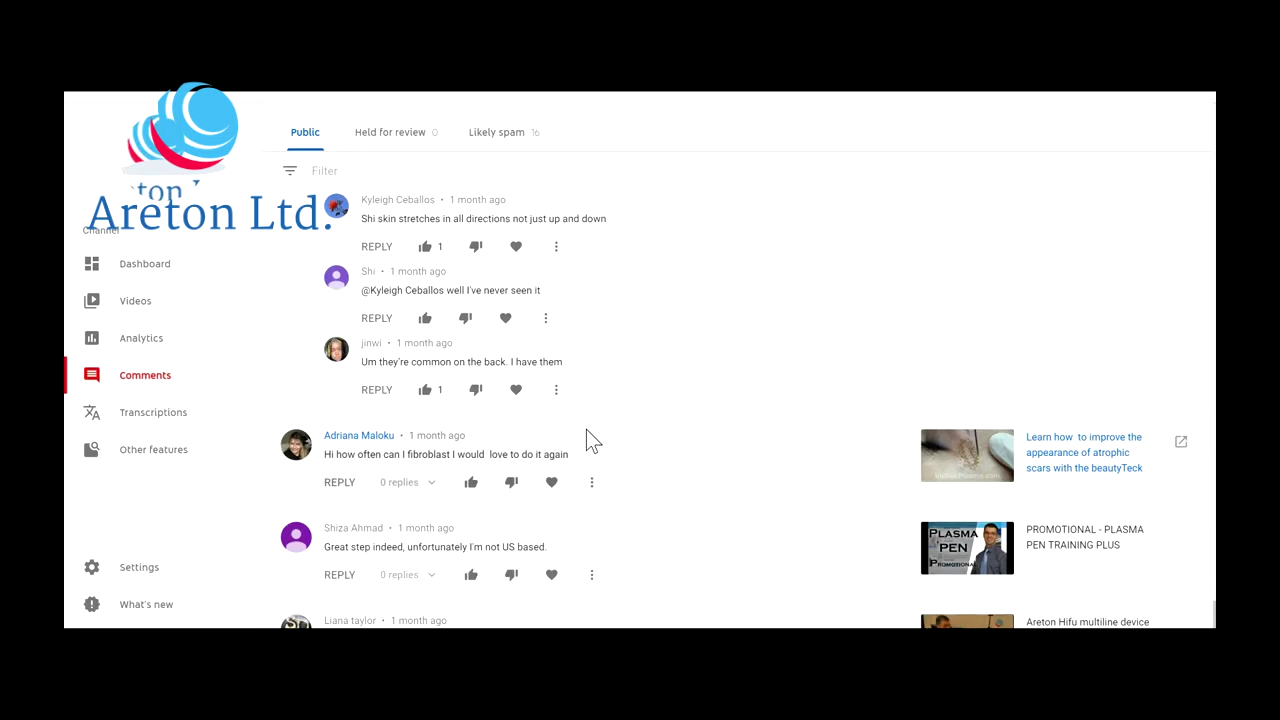 Public
Held for review 0
Likely spam 16
Filter
ton
Areton Ltd.
Channel
Dashboard
Videos
Analytics
Comments
Transcriptions
Other features
Settings
What's new
Kyleigh Ceballos • 1 month ago
Shi skin stretches in all directions not just up and down
REPLY 1
Shi • 1 month ago
@Kyleigh Ceballos well I've never seen it
REPLY
jinwi • 1 month ago
Um they're common on the back. I have them
REPLY 1
Adriana Maloku • 1 month ago
Hi how often can I fibroblast I would love to do it again
REPLY 0 replies
Learn how to improve the
appearance of atrophic
scars with the beautyTeck
Shiza Ahmad • 1 month ago
Great step indeed, unfortunately I'm not US based.
REPLY 0 replies
PLASMA
PEN
PROMOTIONAL
PROMOTIONAL - PLASMA
PEN TRAINING PLUS
Liana taylor • 1 month ago
Areton Hifu multiline device